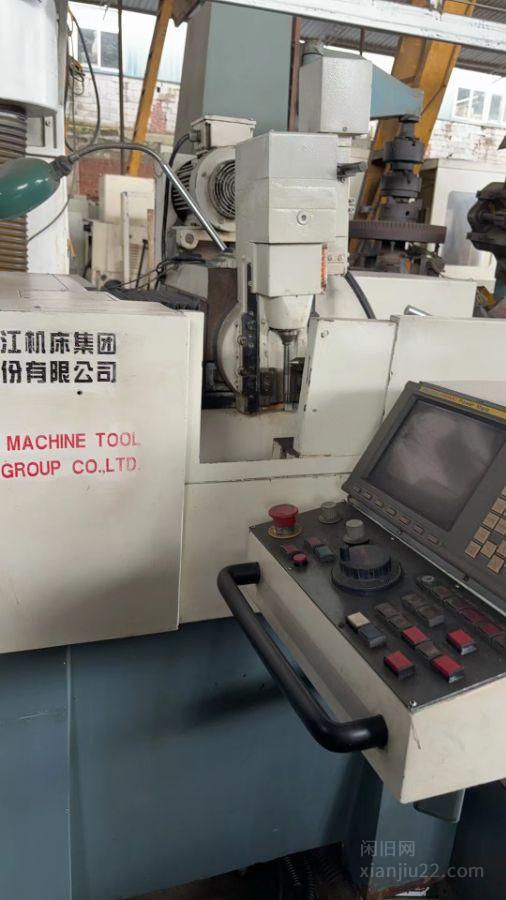 江机床集团
份有限公司
MACHINE TOOL
GROUP CO.,LTD.
闲旧网
xianjiu22.com